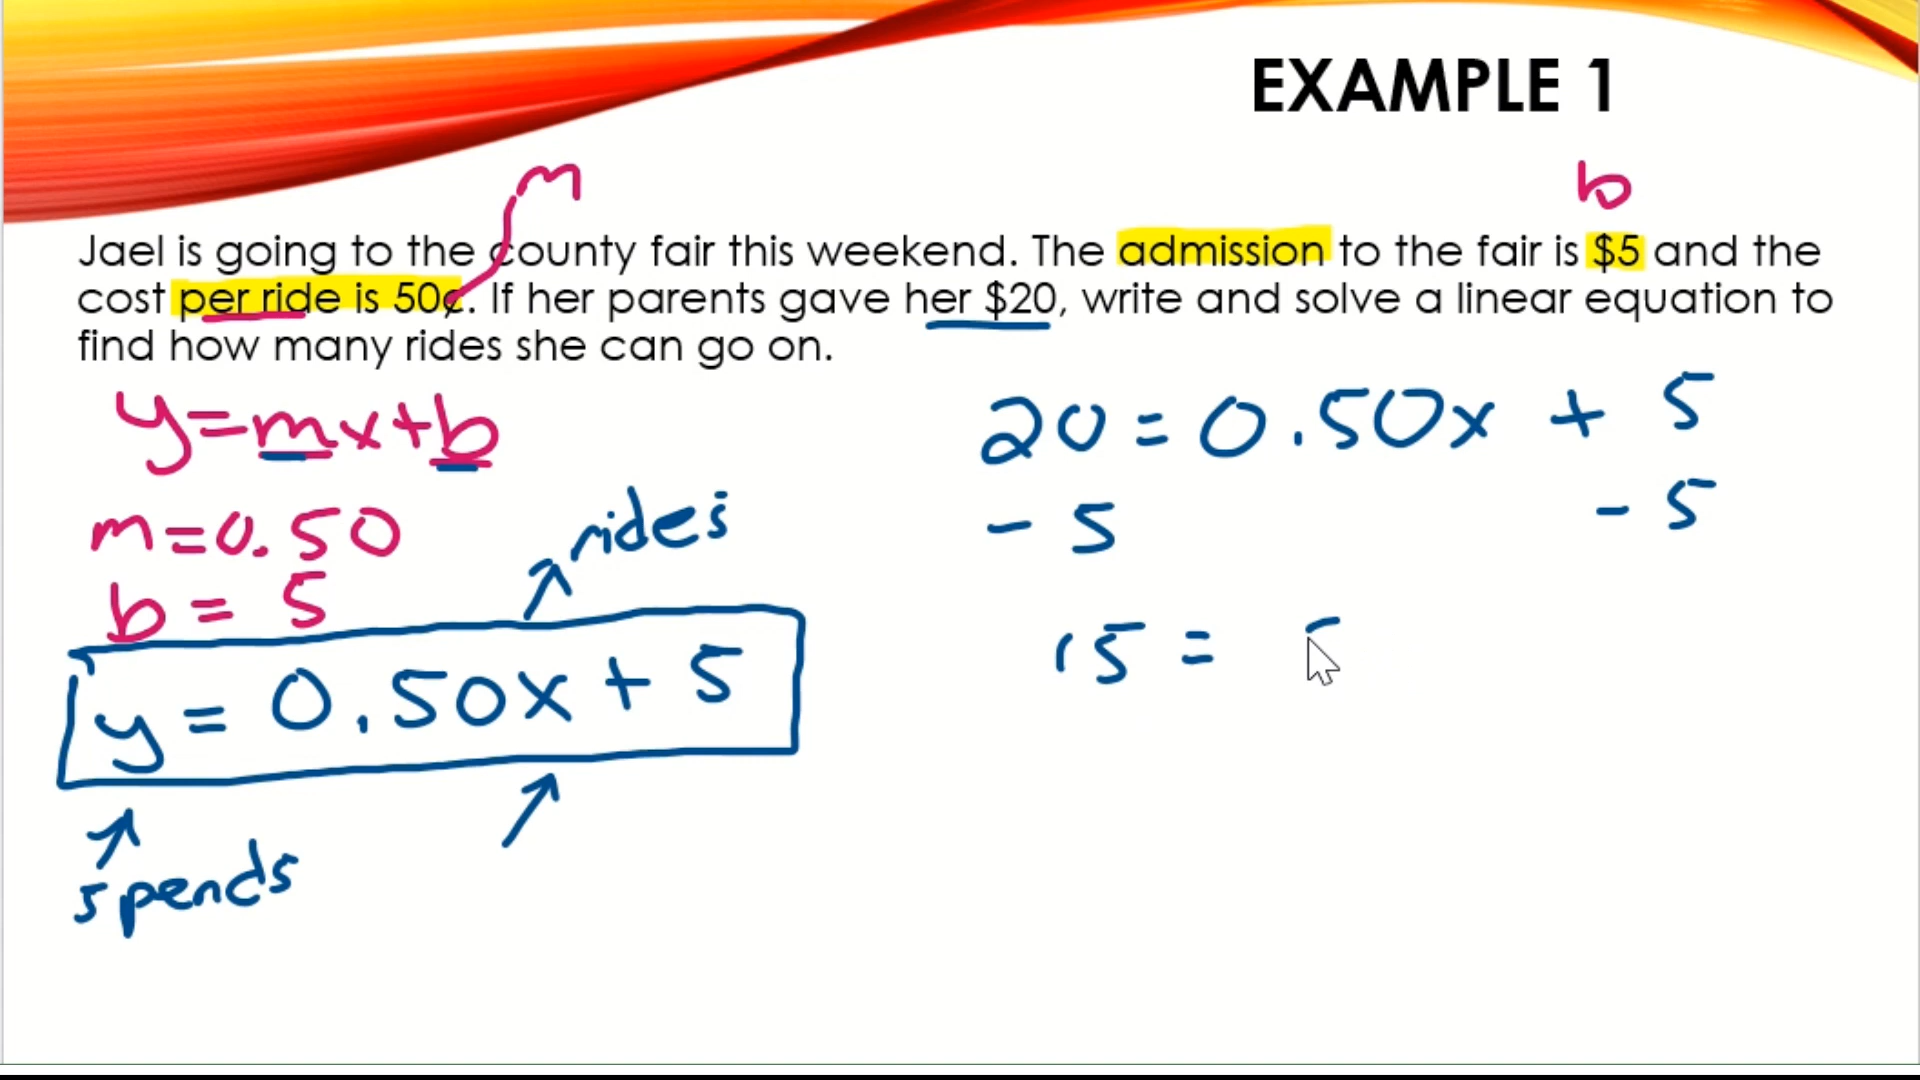 EXAMPLE 1
m
b
Jael is going to the county fair this weekend. The admission to the fair is $5 and the
cost per ride is 50¢. If her parents gave her $20, write and solve a linear equation to
find how many rides she can go on.
y=mx+b
m=0.50
b = 5
rides
y = 0.50x + 5
spends
20 = 0.50x + 5
- 5 - 5
15 =